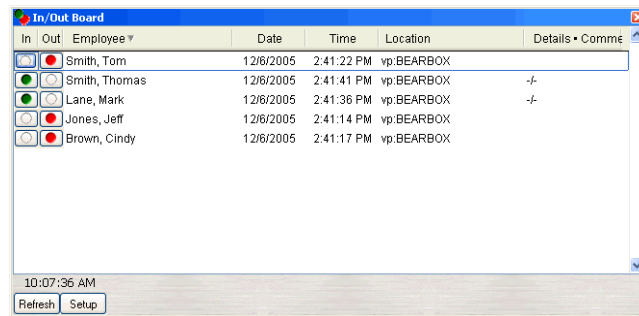 In/Out Board
In Out Employee Date Time Location Details • Comme
Smith, Tom 12/6/2005 2:41:22 PM vp:BEARBOX
Smith, Thomas 12/6/2005 2:41:41 PM vp:BEARBOX -/-
Lane, Mark 12/6/2005 2:41:36 PM vp:BEARBOX -/-
Jones, Jeff 12/6/2005 2:41:14 PM vp:BEARBOX
Brown, Cindy 12/6/2005 2:41:17 PM vp:BEARBOX
10:07:36 AM
Refresh Setup